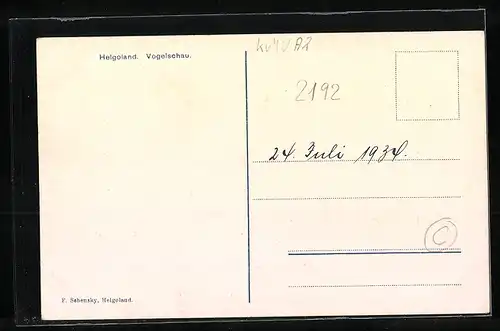 Helgoland. Vogelschau.
2192
24. Juli 1934.
C
F. Schensky, Helgoland.